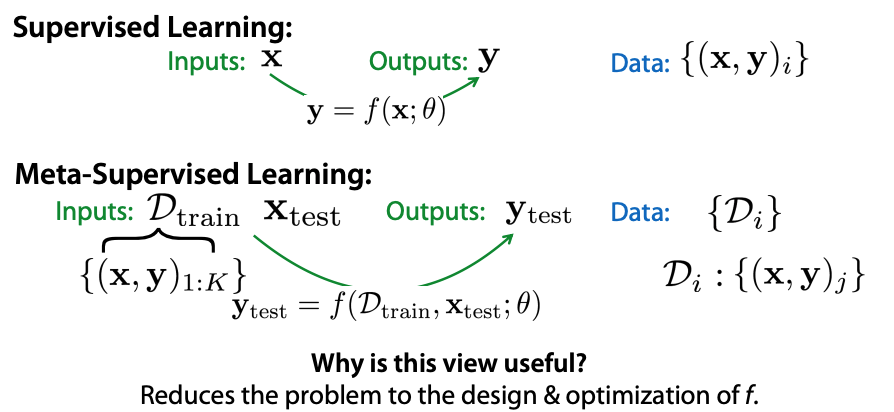 Supervised Learning:
Inputs: x Outputs: y Data: {(x, y)_i}
y = f(x; θ)
Meta-Supervised Learning:
Inputs: 𝒟_train x_test Outputs: y_test Data: {𝒟_i}
{(x, y)_{1:K}} 𝒟_i : {(x, y)_j}
y_test = f(𝒟_train, x_test; θ)
Why is this view useful?
Reduces the problem to the design & optimization of f.